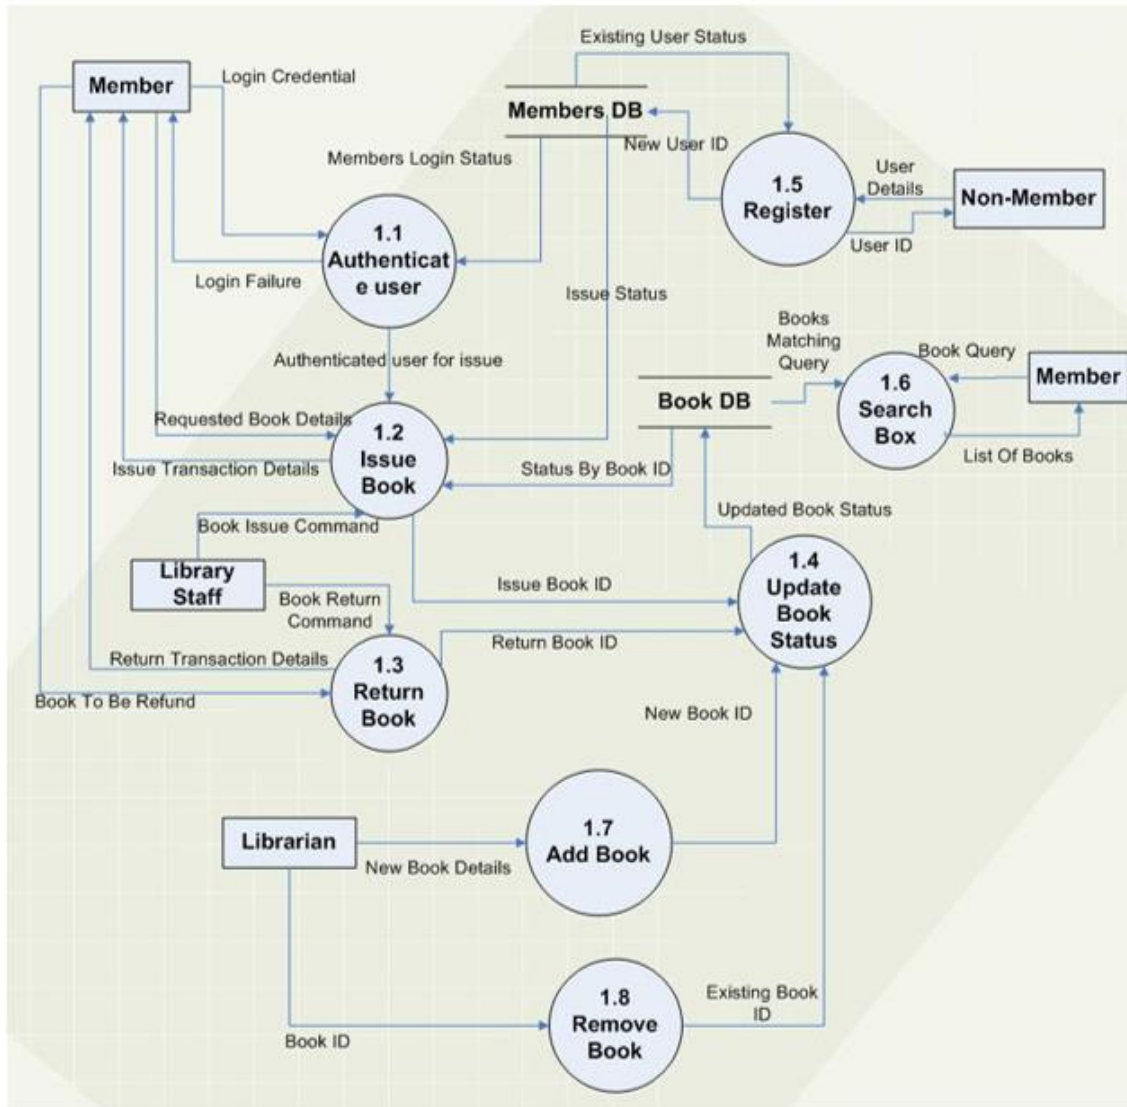 Existing User Status
Member
Login Credential
Members DB
New User ID
Members Login Status
1.5
Register
User
Details
Non-Member
User ID
1.1
Authenticat
e user
Login Failure
Issue Status
Authenticated user for issue
Books
Matching
Query
Book Query
Member
Book DB
1.6
Search
Box
List Of Books
Requested Book Details
1.2
Issue
Book
Issue Transaction Details
Status By Book ID
Book Issue Command
Updated Book Status
Library
Staff
Book Return
Command
Issue Book ID
1.4
Update
Book
Status
Return Book ID
Return Transaction Details
1.3
Return
Book
Book To Be Refund
New Book ID
Librarian
New Book Details
1.7
Add Book
Book ID
1.8
Remove
Book
Existing Book
ID